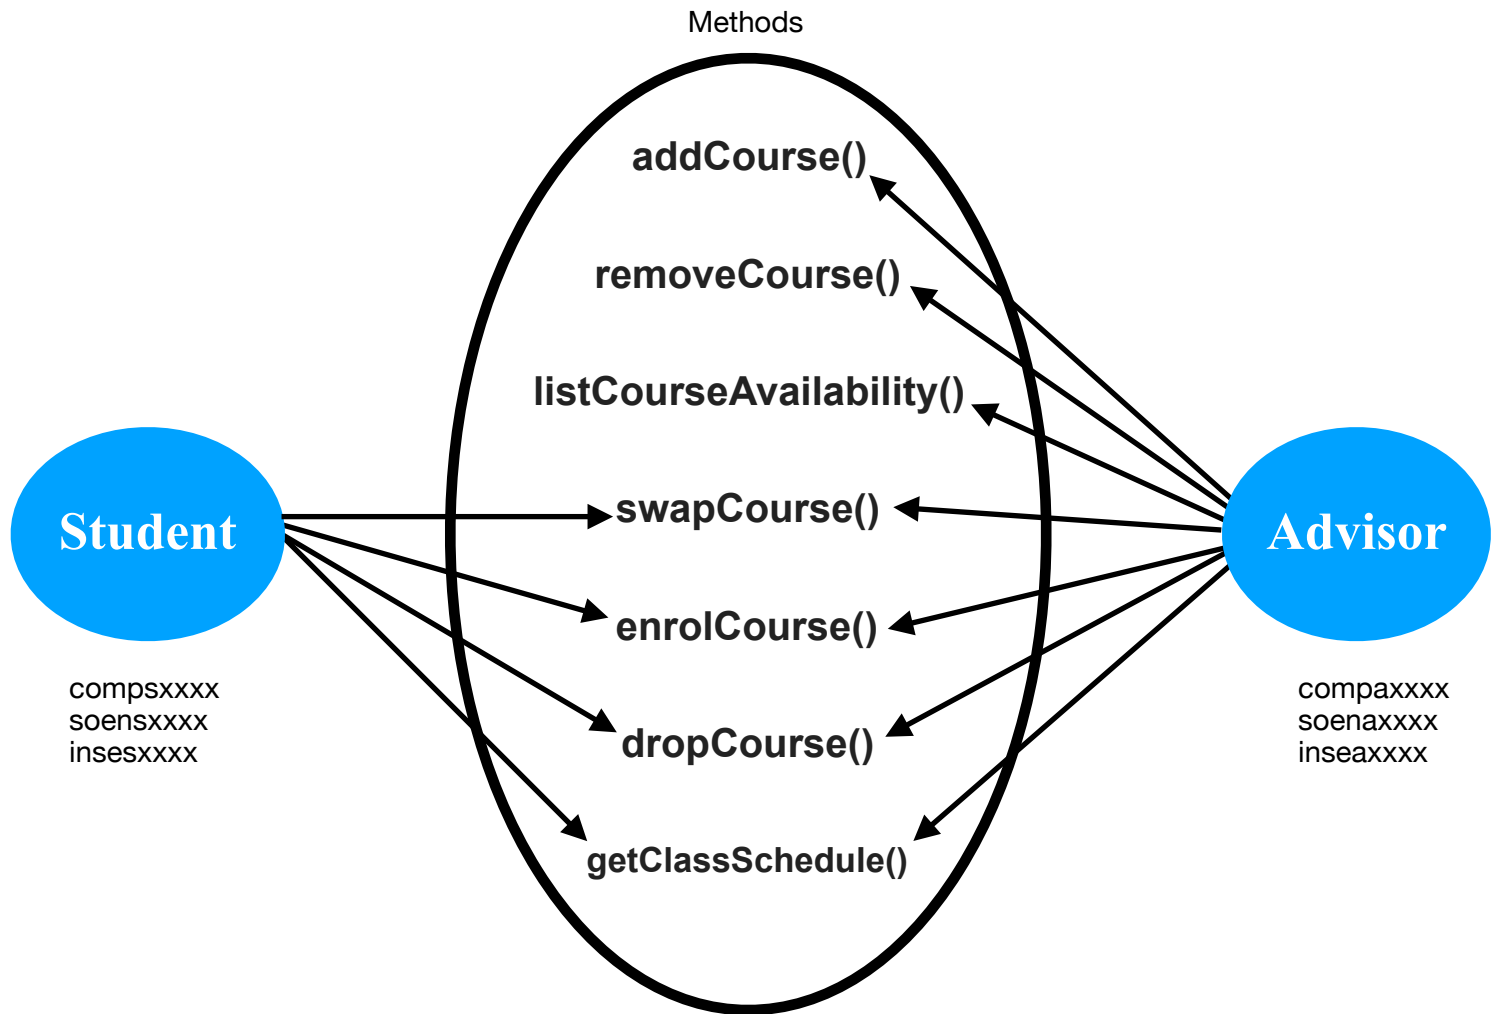 Methods
addCourse()
removeCourse()
listCourseAvailability()
swapCourse()
enrolCourse()
dropCourse()
getClassSchedule()
Student
compsxxxx
soensxxxx
insesxxxx
Advisor
compaxxxx
soenaxxxx
inseaxxxx